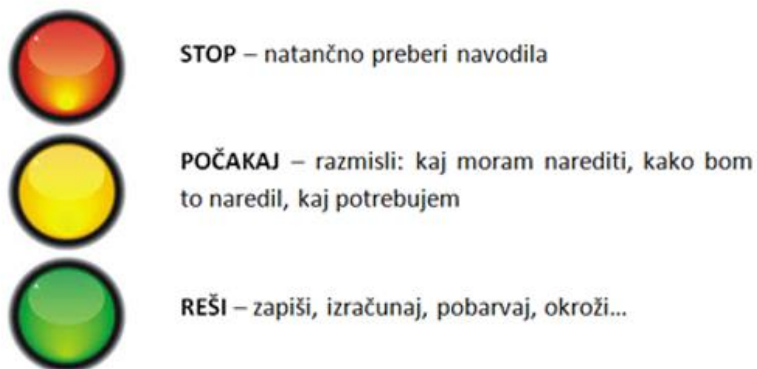 STOP – natančno preberi navodila
POČAKAJ – razmisli: kaj moram narediti, kako bom
to naredil, kaj potrebujem
REŠI – zapiši, izračunaj, pobarvaj, okroži...